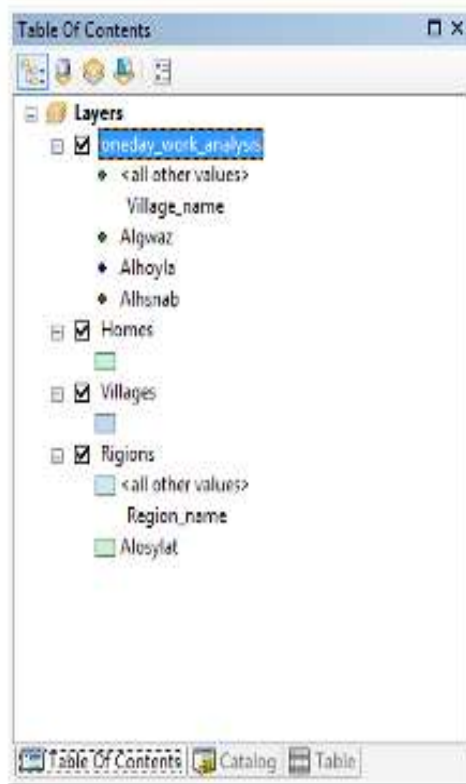 Table Of Contents
Layers
oneday_work_analysis
<all other values>
Village_name
Algwaz
Alhoyla
Alhsnab
Homes
Villages
Rigions
<all other values>
Region_name
Alosylat
Table Of Contents Catalog Table